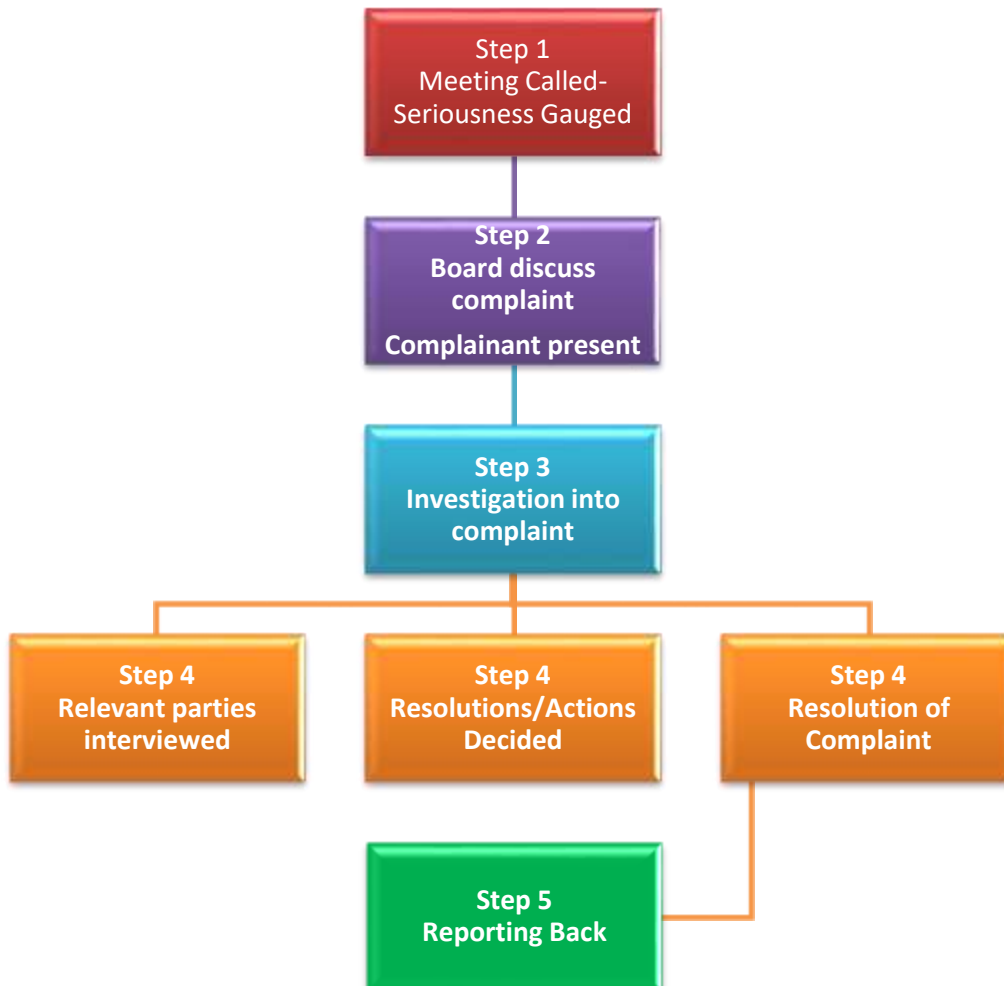 Step 1
Meeting Called-
Seriousness Gauged
Step 2
Board discuss
complaint
Complainant present
Step 3
Investigation into
complaint
Step 4
Relevant parties
interviewed
Step 4
Resolutions/Actions
Decided
Step 4
Resolution of
Complaint
Step 5
Reporting Back